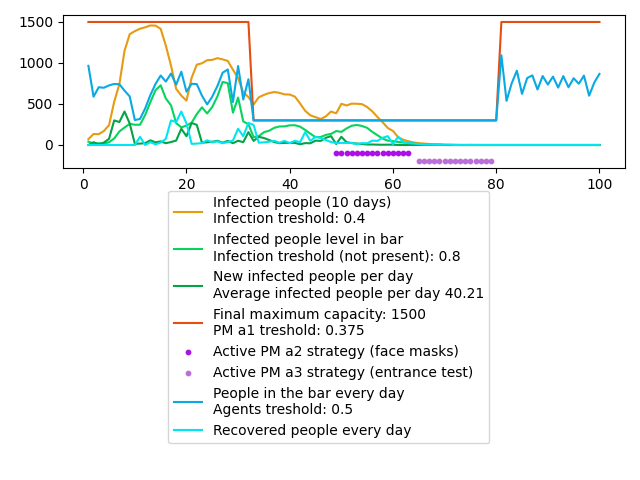 1500
1000
500
0
0 20 40 60 80 100
Infected people (10 days)
Infection treshold: 0.4
Infected people level in bar
Infection treshold (not present): 0.8
New infected people per day
Average infected people per day 40.21
Final maximum capacity: 1500
PM a1 treshold: 0.375
Active PM a2 strategy (face masks)
Active PM a3 strategy (entrance test)
People in the bar every day
Agents treshold: 0.5
Recovered people every day